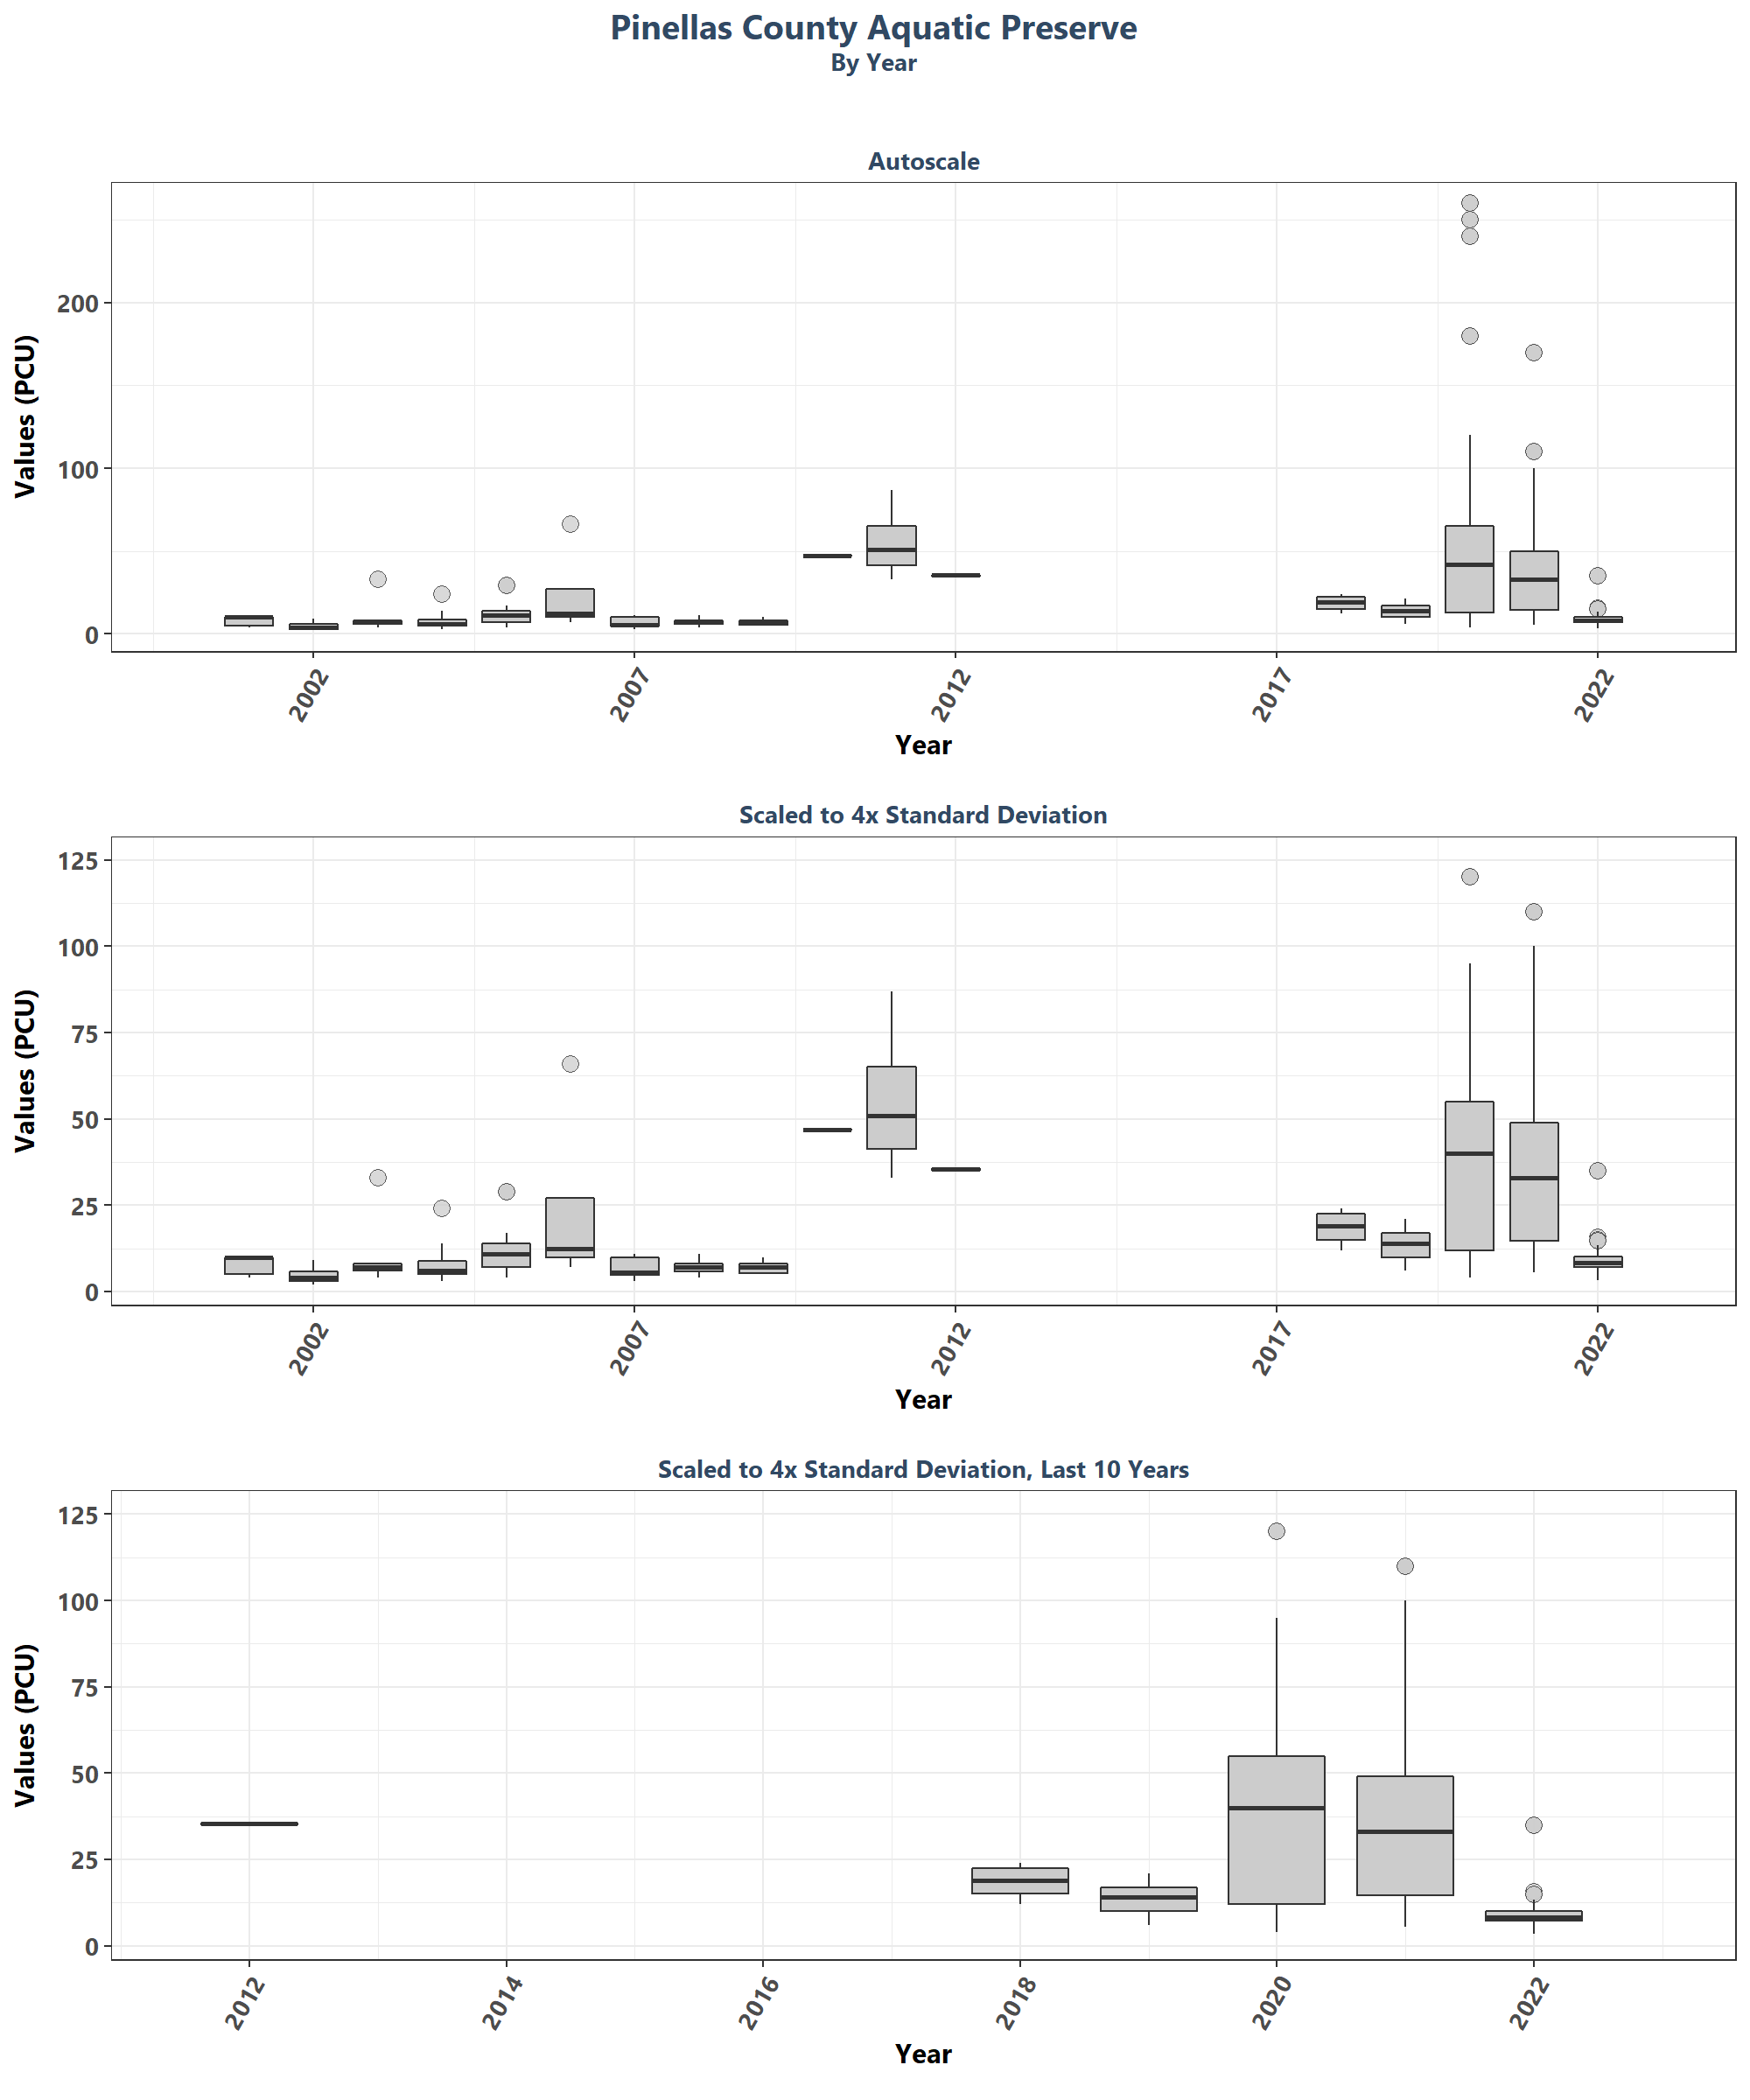 Pinellas County Aquatic Preserve
By Year
Autoscale
Values (PCU)
200
100
0
2002 2007 2012 2017 2022
Year
Scaled to 4x Standard Deviation
Values (PCU)
125
100
75
50
25
0
2002 2007 2012 2017 2022
Year
Scaled to 4x Standard Deviation, Last 10 Years
Values (PCU)
125
100
75
50
25
0
2012 2014 2016 2018 2020 2022
Year